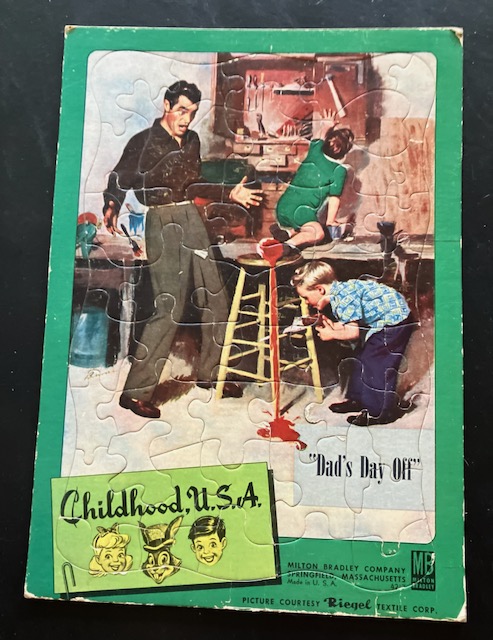 "Dad's Day Off"
Childhood, U.S.A.
MILTON BRADLEY COMPANY
SPRINGFIELD, MASSACHUSETTS
Made in U. S. A.
MB
MILTON
BRADLEY
PICTURE COURTESY Riegel TEXTILE CORP.